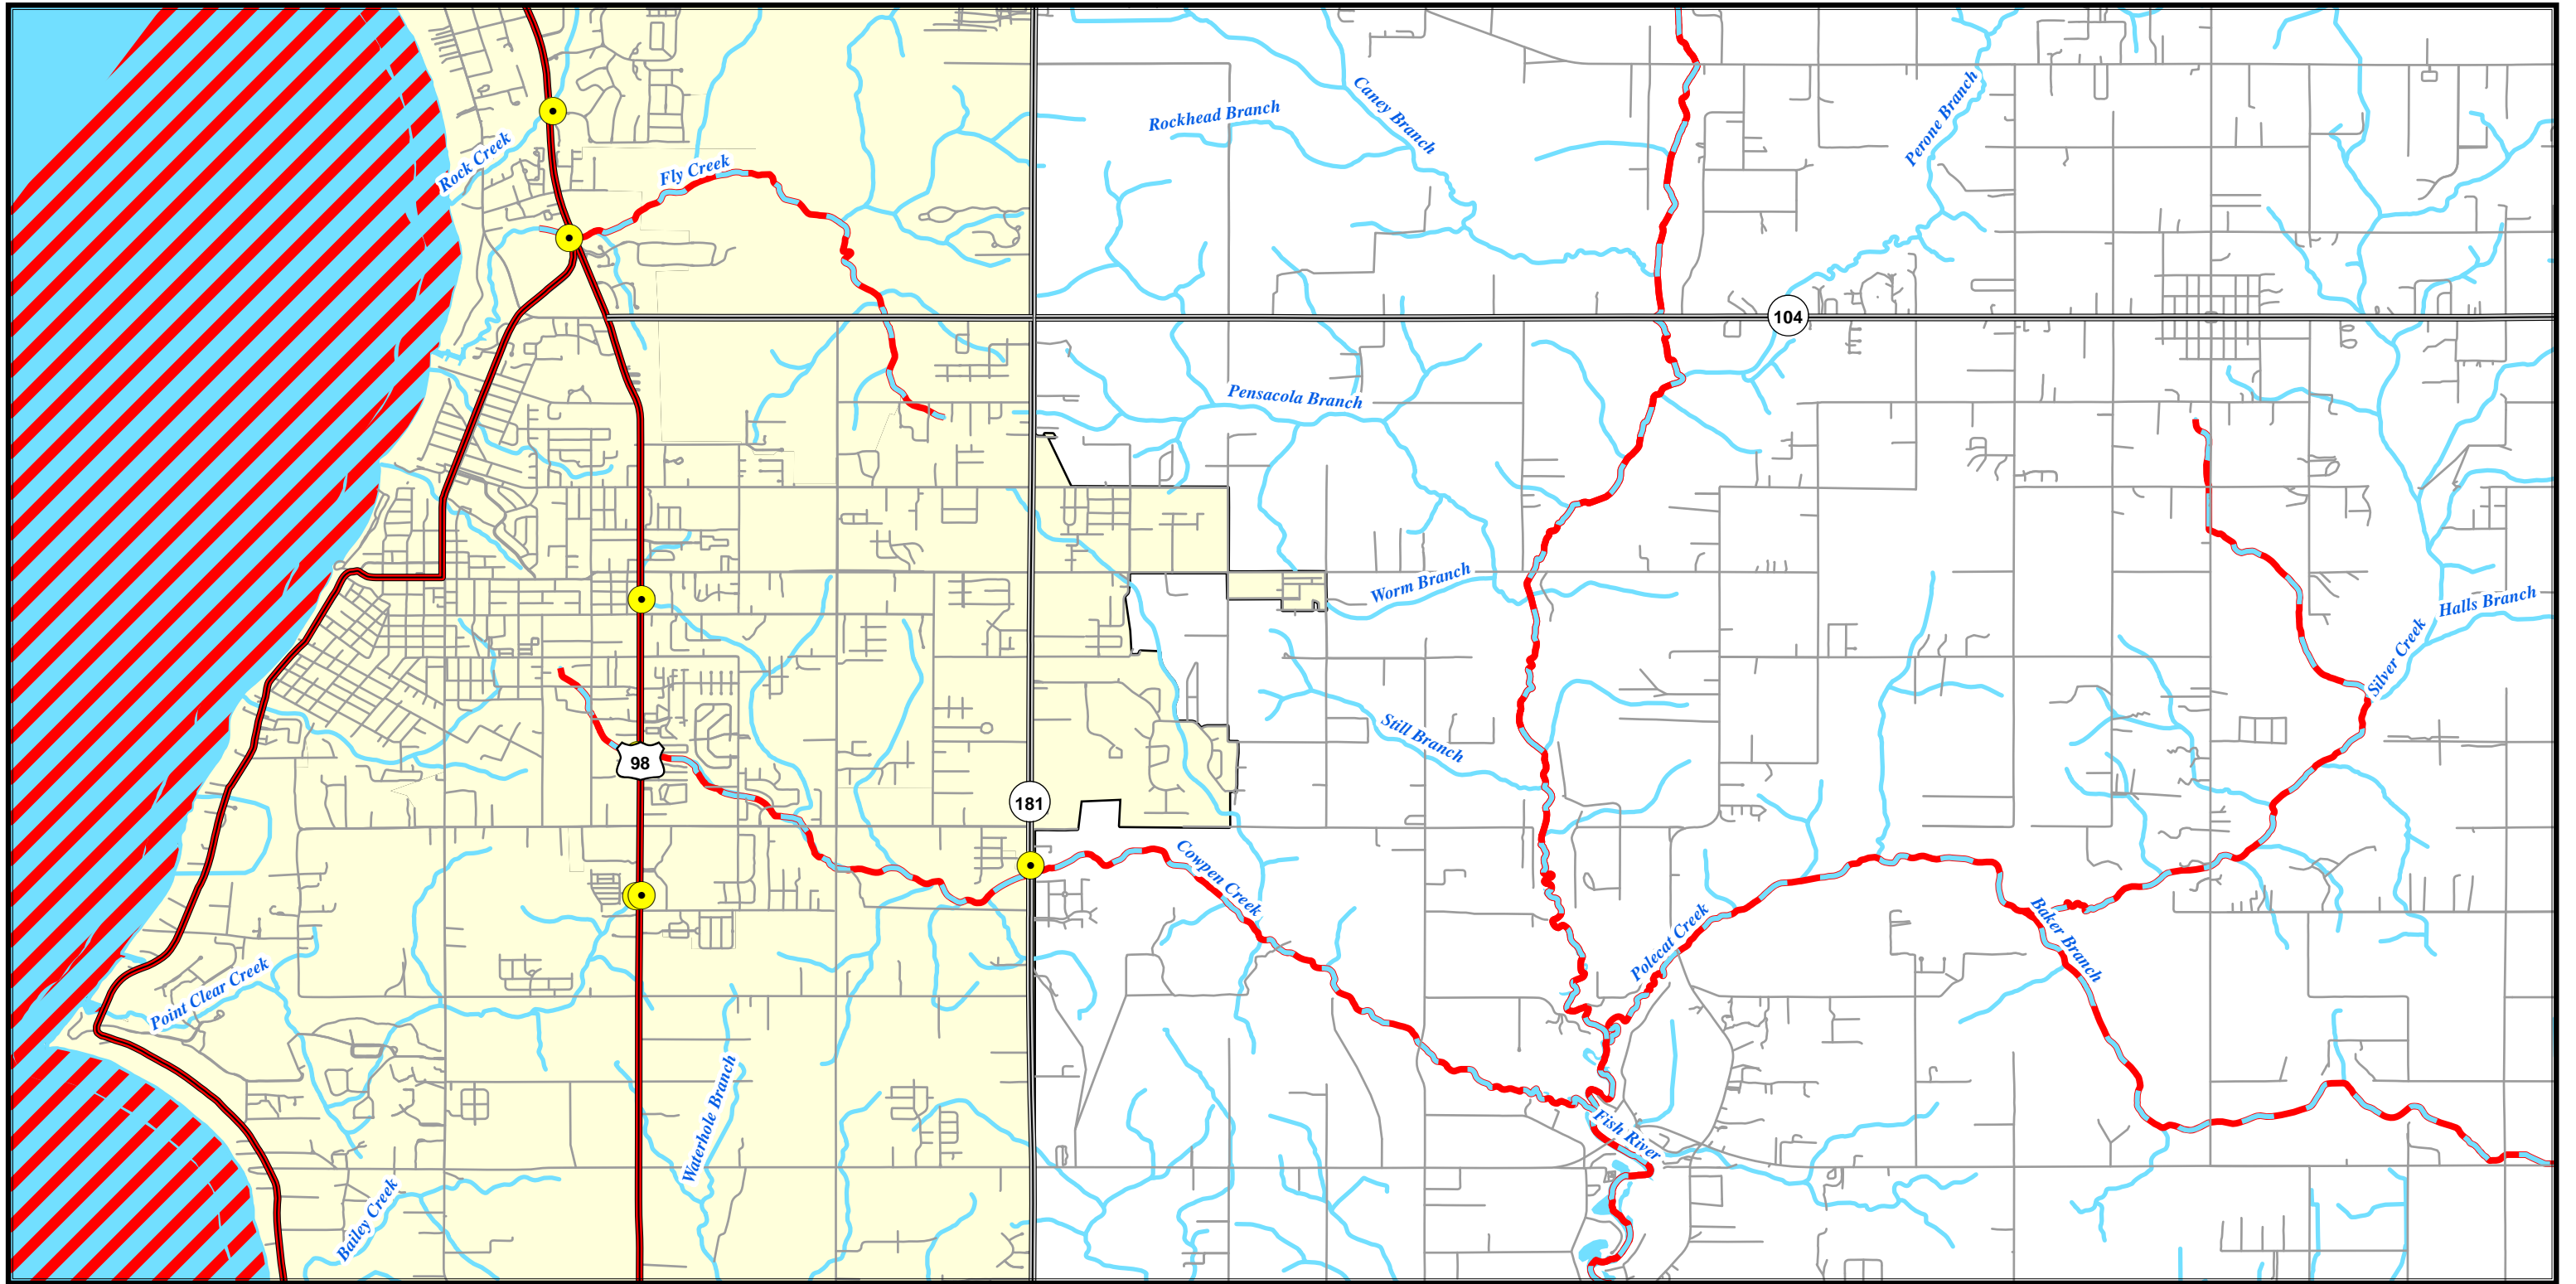 Rockhead Branch
Caney Branch
Perone Branch
Rock Creek
Fly Creek
104
Pensacola Branch
Worm Branch
Halls Branch
Silver Creek
Still Branch
98
181
Cowpen Creek
Polecat Creek
Baker Branch
Point Clear Creek
Waterhole Branch
Fish River
Bailey Creek